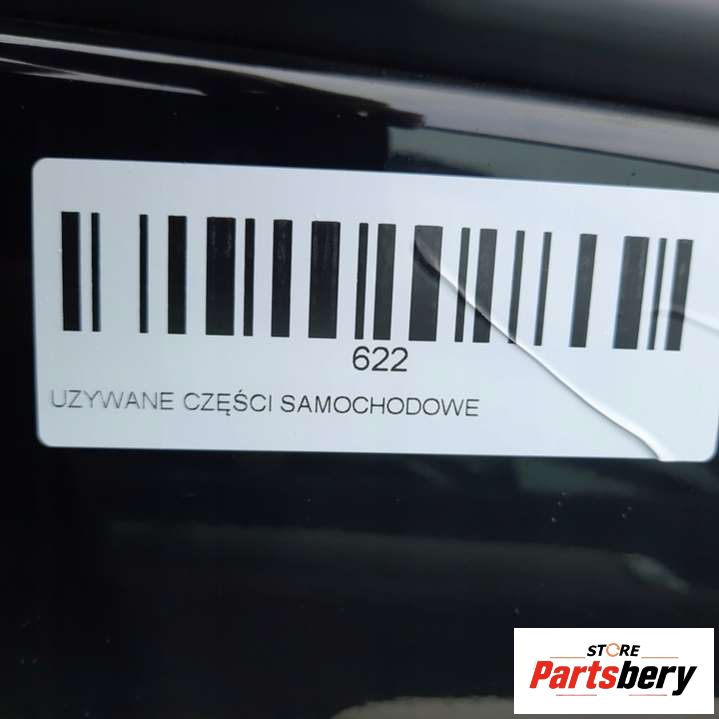 622
UZYWANE CZĘŚCI SAMOCHODOWE
STORE
Partsbery